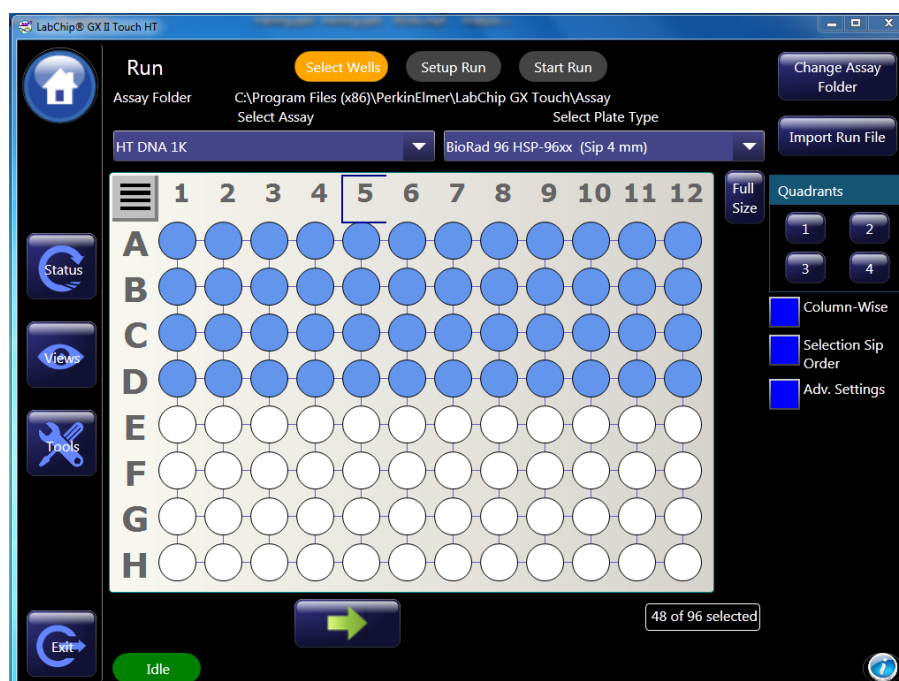 LabChip® GX II Touch HT
Run
Select Wells
Setup Run
Start Run
Change Assay
Folder
Assay Folder
C:\Program Files (x86)\PerkinElmer\LabChip GX Touch\Assay
Select Assay
Select Plate Type
Import Run File
HT DNA 1K
BioRad 96 HSP-96xx (Sip 4 mm)
1 2 3 4 5 6 7 8 9 10 11 12
Full
Size
Quadrants
1 2
3 4
A
B
C
D
E
F
G
H
Status
Views
Tools
Column-Wise
Selection Sip
Order
Adv. Settings
48 of 96 selected
Exit
Idle